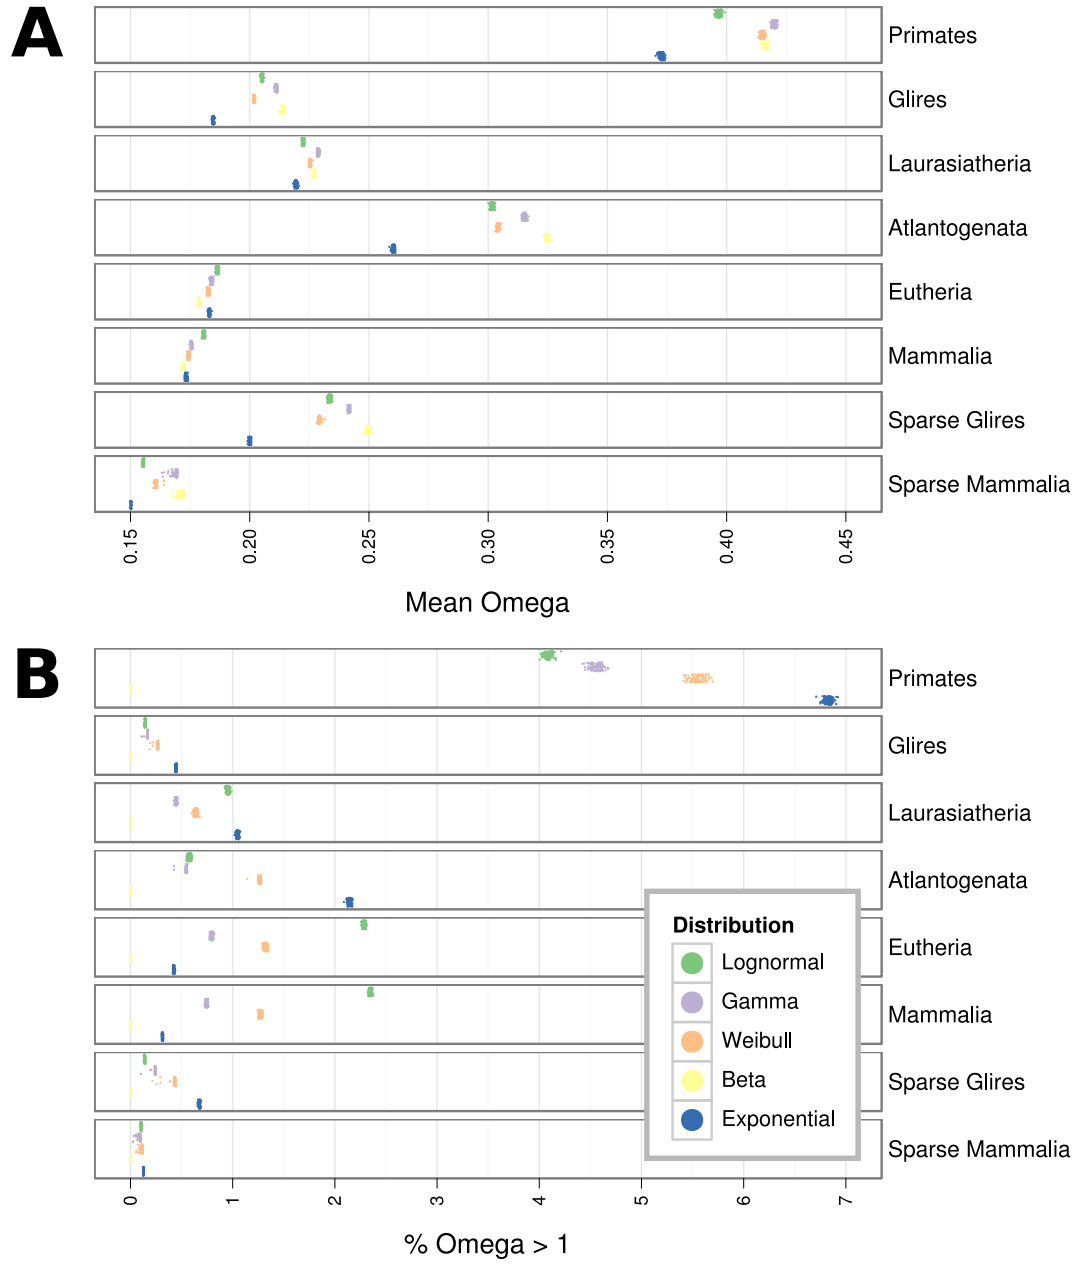 A
Primates
Glires
Laurasiatheria
Atlantogenata
Eutheria
Mammalia
Sparse Glires
Sparse Mammalia
0.15 0.20 0.25 0.30 0.35 0.40 0.45
Mean Omega
B
Primates
Glires
Laurasiatheria
Atlantogenata
Eutheria
Mammalia
Sparse Glires
Sparse Mammalia
Distribution
Lognormal
Gamma
Weibull
Beta
Exponential
0 1 2 3 4 5 6 7
% Omega > 1